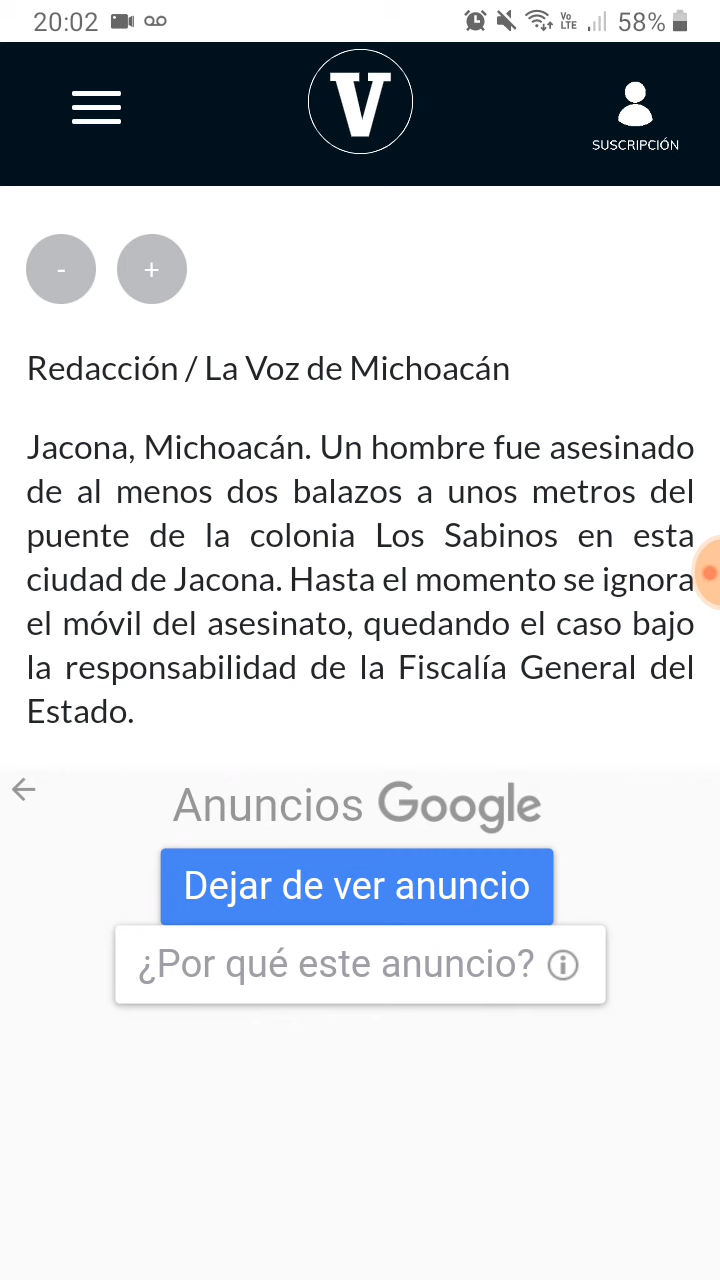 20:02 Vo LTE 58%
V
SUSCRIPCIÓN
- +
Redacción / La Voz de Michoacán
Jacona, Michoacán. Un hombre fue asesinado
de al menos dos balazos a unos metros del
puente de la colonia Los Sabinos en esta
ciudad de Jacona. Hasta el momento se ignora
el móvil del asesinato, quedando el caso bajo
la responsabilidad de la Fiscalía General del
Estado.
Anuncios Google
Dejar de ver anuncio
¿Por qué este anuncio?